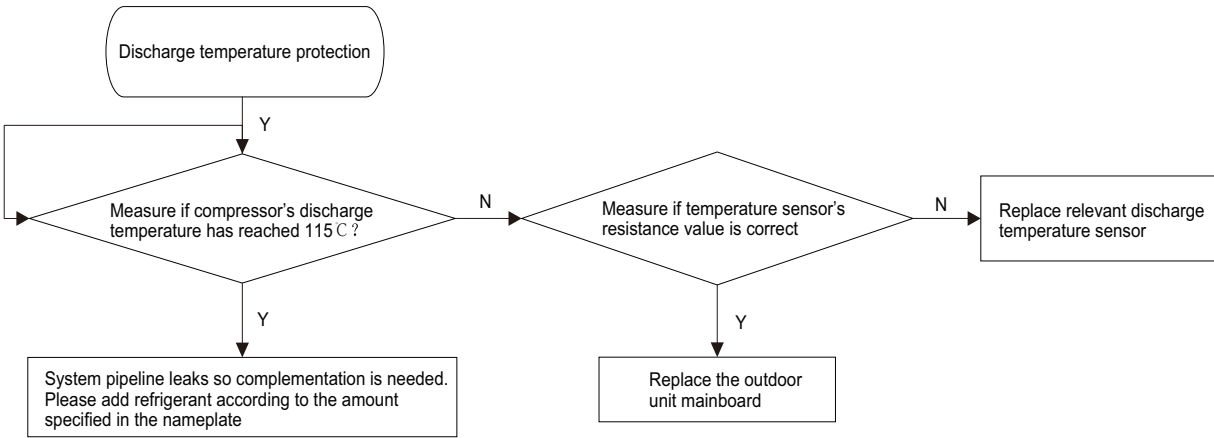 Discharge temperature protection
Y
Measure if compressor's discharge
temperature has reached 115℃?
N
Measure if temperature sensor's
resistance value is correct
N
Replace relevant discharge
temperature sensor
Y
System pipeline leaks so complementation is needed.
Please add refrigerant according to the amount
specified in the nameplate
Y
Replace the outdoor
unit mainboard